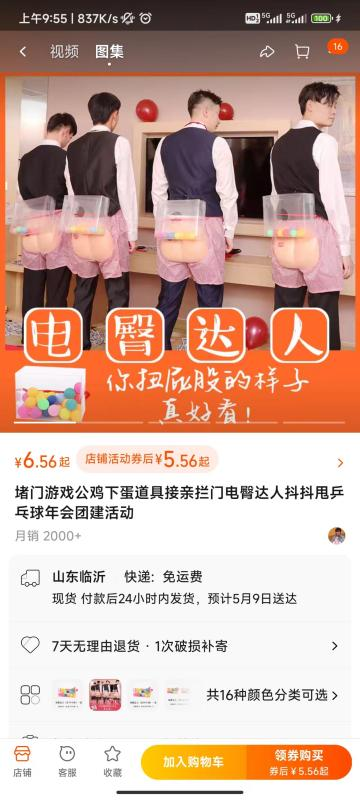 上午9:55 | 837K/s
HD 5G 5G 100
视频 图集
16
电臀达人
你扭屁股的样子
真好看！
¥6.56起 店铺活动券后¥5.56起
堵门游戏公鸡下蛋道具接亲拦门电臀达人抖抖甩乒
乓球年会团建活动
月销 2000+
山东临沂 快递：免运费
现货 付款后24小时内发货，预计5月9日送达
7天无理由退货 · 1次破损补寄
共16种颜色分类可选
店铺
客服
收藏
加入购物车
领券购买
券后 ¥5.56起